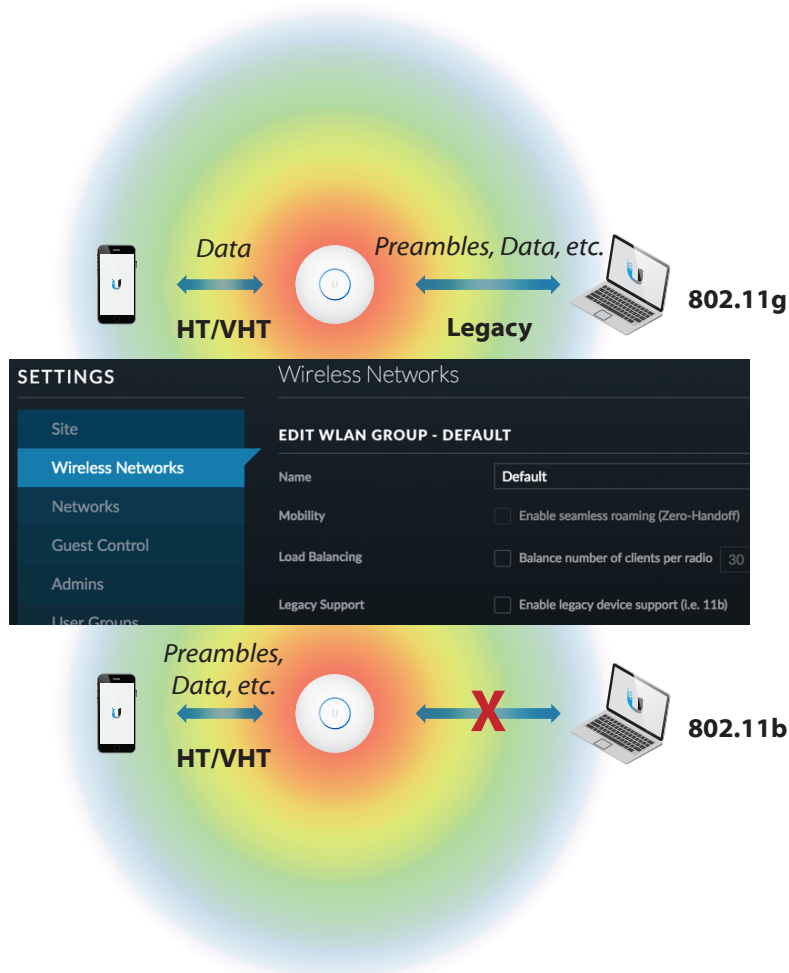 Data
Preambles, Data, etc.
HT/VHT
Legacy
802.11g
SETTINGS
Wireless Networks
Site
EDIT WLAN GROUP - DEFAULT
Wireless Networks
Name
Default
Networks
Mobility
Enable seamless roaming (Zero-Handoff)
Guest Control
Load Balancing
Balance number of clients per radio 30
Admins
Legacy Support
Enable legacy device support (i.e. 11b)
User Groups
Preambles,
Data, etc.
X
HT/VHT
802.11b